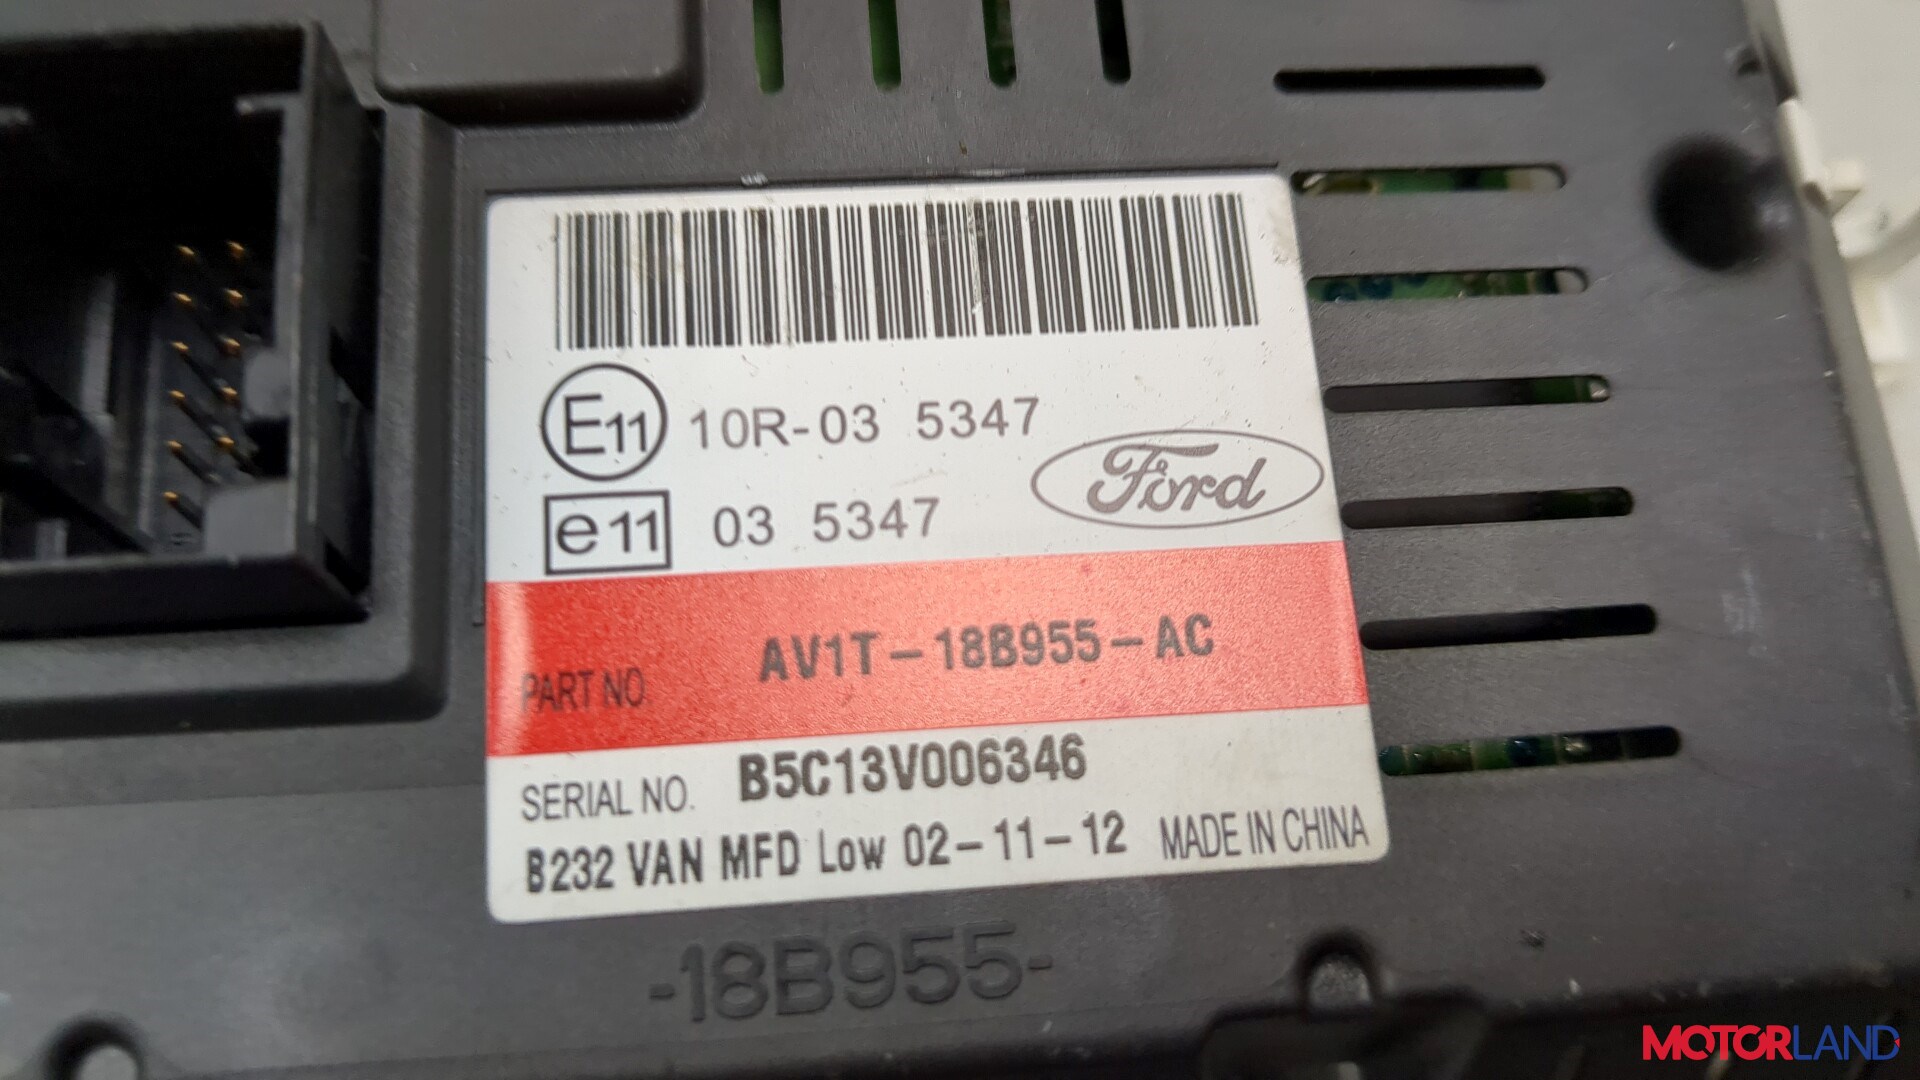 E11 10R-03 5347
e11 03 5347
Ford
PART NO. AV1T-18B955-AC
SERIAL NO. B5C13V006346
B232 VAN MFD Low 02-11-12 MADE IN CHINA
-18B955-
MOTORLAND